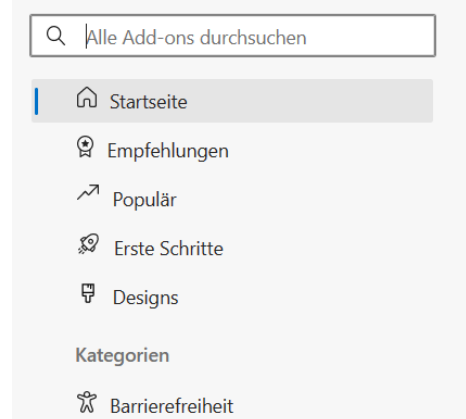 Alle Add-ons durchsuchen
Startseite
Empfehlungen
Populär
Erste Schritte
Designs
Kategorien
Barrierefreiheit